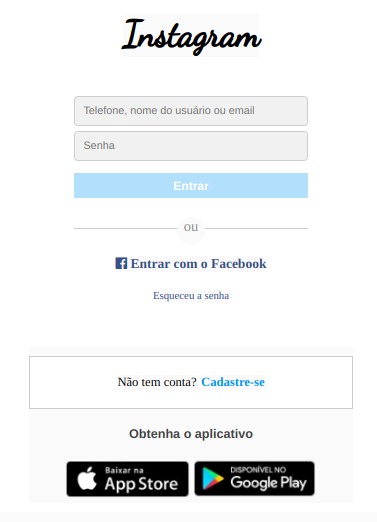 Instagram
Telefone, nome do usuário ou email
Senha
Entrar
ou
Entrar com o Facebook
Esqueceu a senha
Não tem conta? Cadastre-se
Obtenha o aplicativo
Baixar na
App Store
DISPONÍVEL NO
Google Play